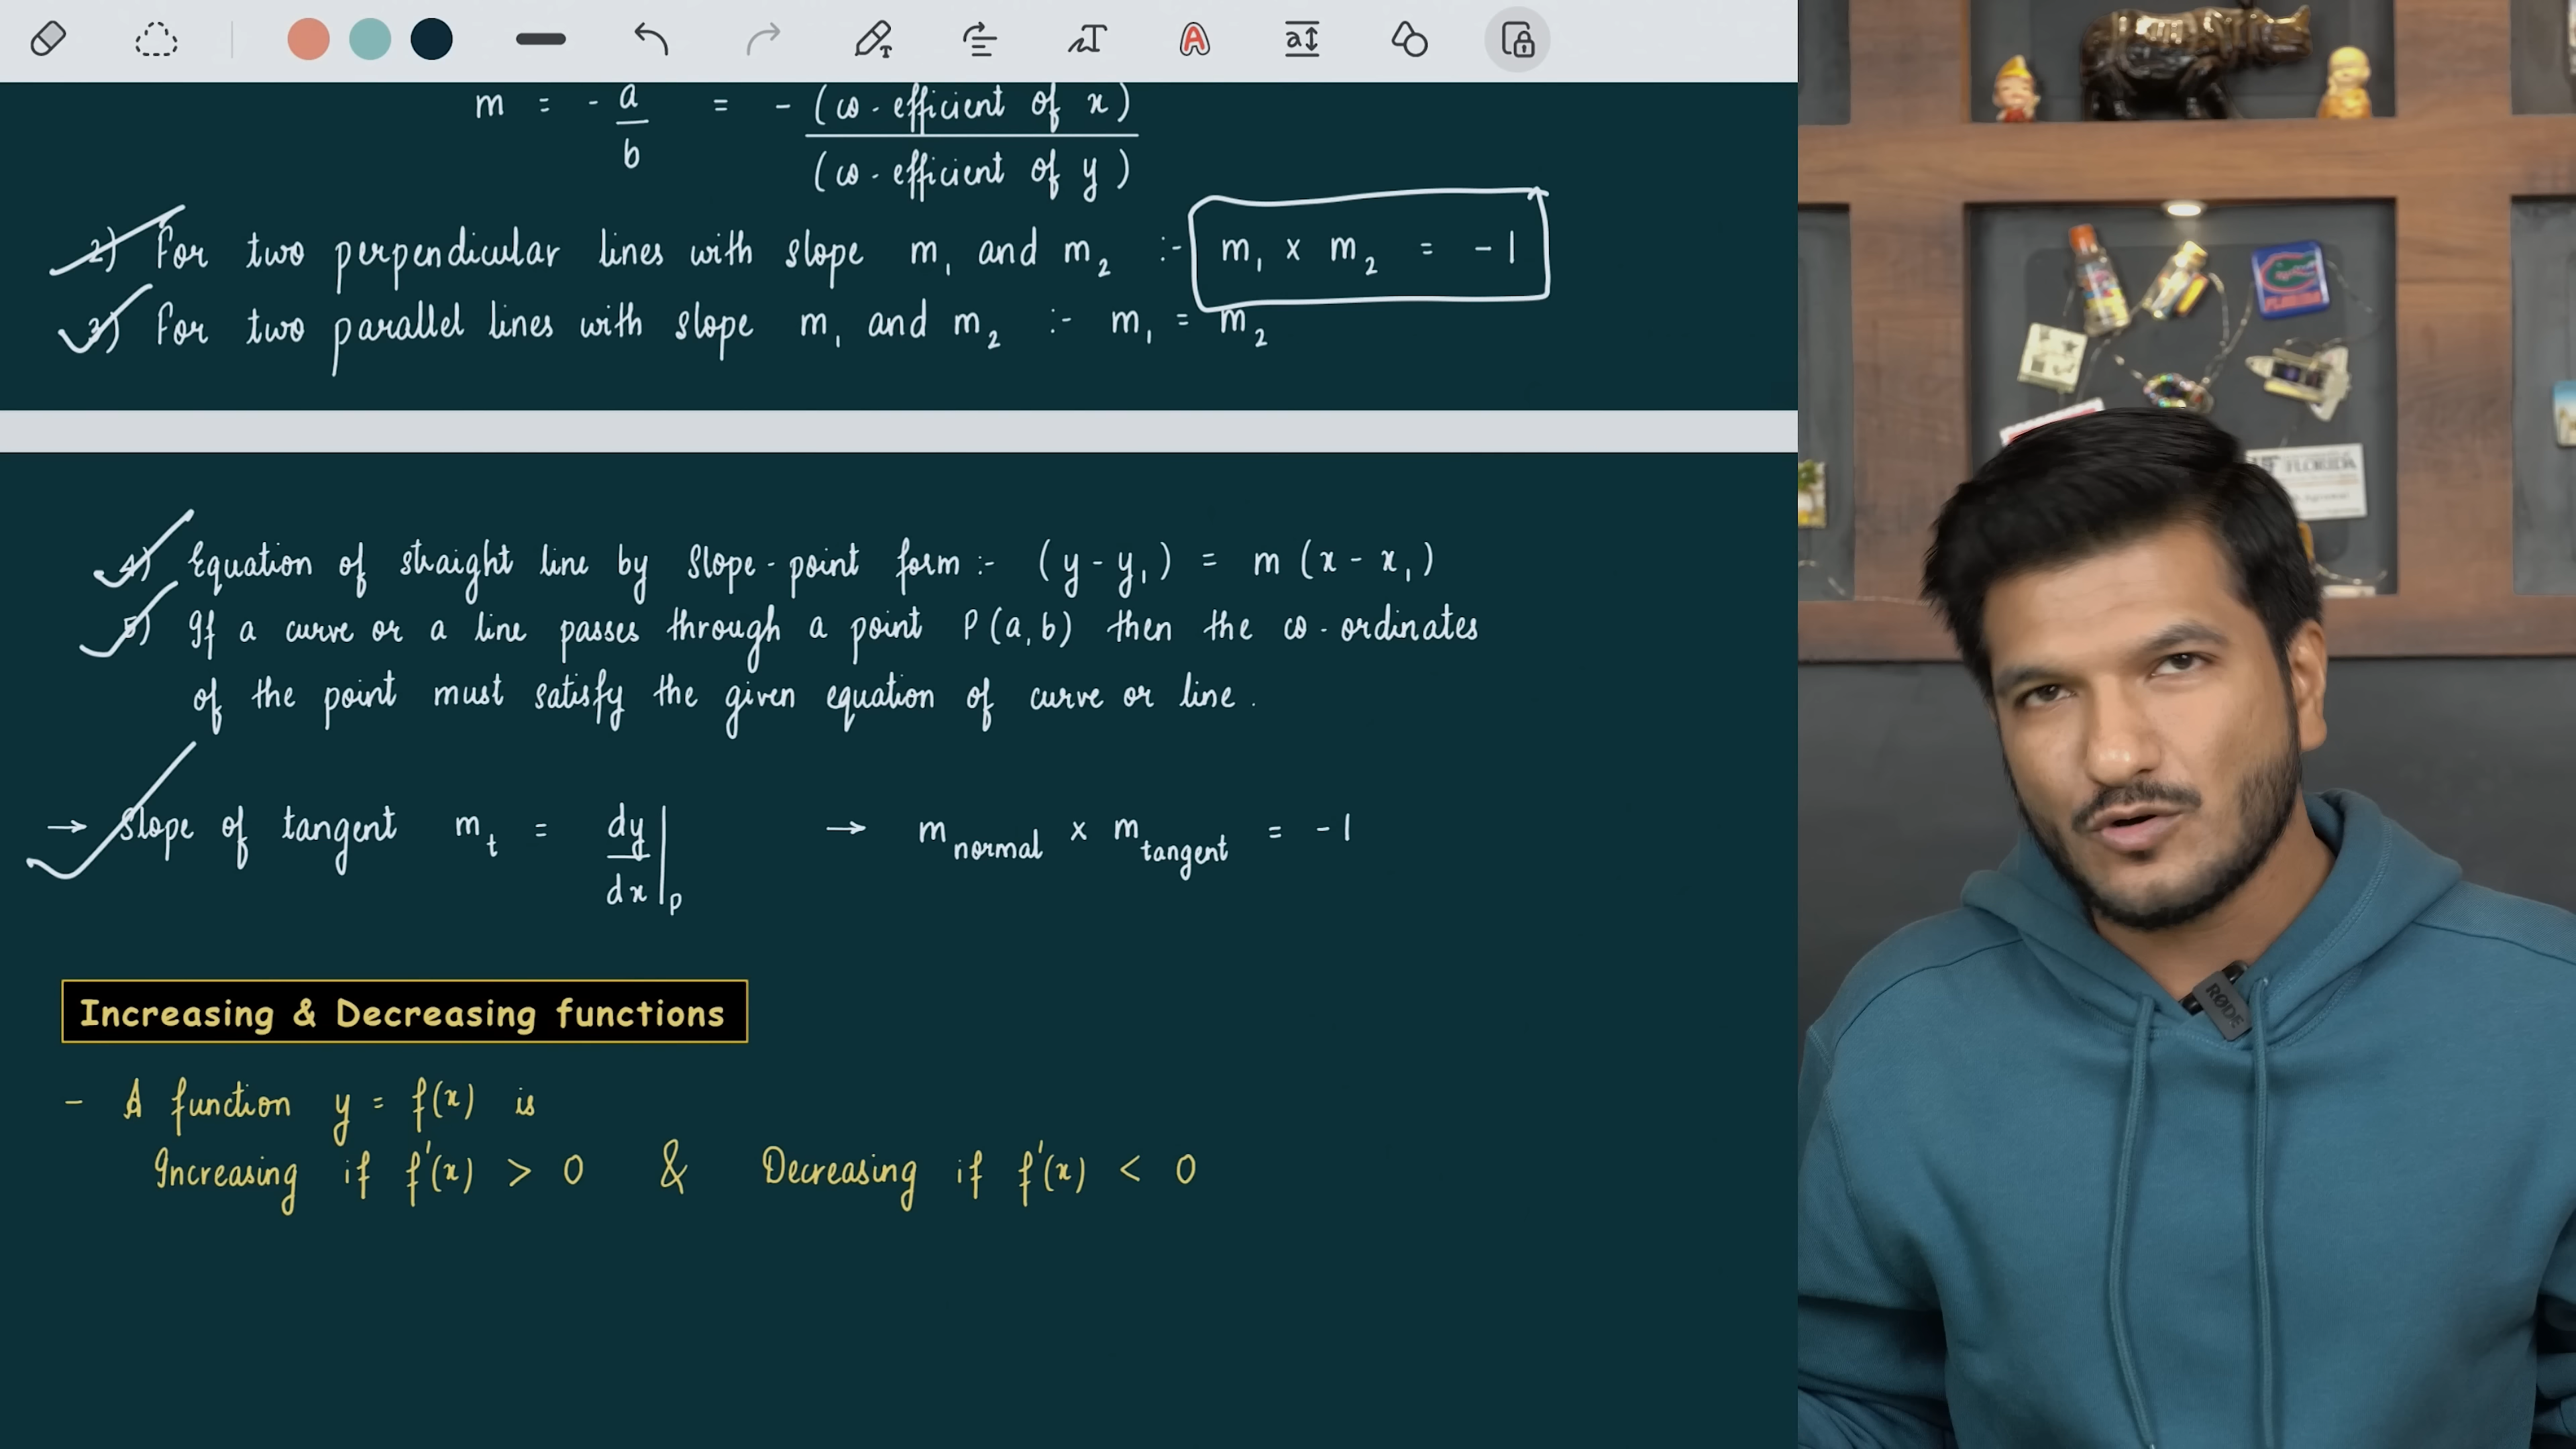 m = - a/b = - (co-efficient of x)/(co-efficient of y)
2) For two perpendicular lines with slope m₁ and m₂ :- m₁ x m₂ = -1
3) For two parallel lines with slope m₁ and m₂ :- m₁ = m₂
4) Equation of straight line by slope-point form :- (y - y₁) = m (x - x₁)
5) If a curve or a line passes through a point P(a, b) then the co-ordinates
of the point must satisfy the given equation of curve or line.
→ Slope of tangent m_t = dy/dx|_P → m_normal x m_tangent = -1
Increasing & Decreasing functions
- A function y = f(x) is
Increasing if f'(x) > 0 & Decreasing if f'(x) < 0
FLORIDA
FLORIDA
RØDE